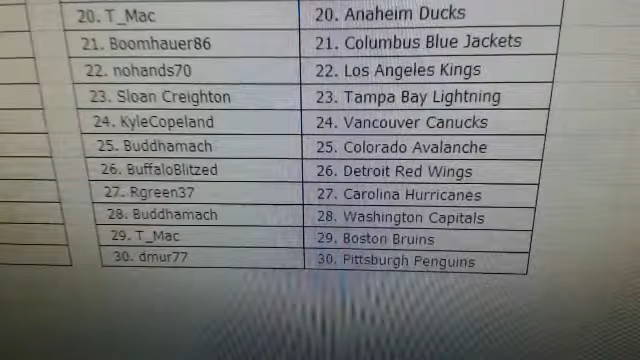 20. T_Mac 20. Anaheim Ducks
21. Boomhauer86 21. Columbus Blue Jackets
22. nohands70 22. Los Angeles Kings
23. Sloan Creighton 23. Tampa Bay Lightning
24. KyleCopeland 24. Vancouver Canucks
25. Buddhamach 25. Colorado Avalanche
26. BuffaloBlitzed 26. Detroit Red Wings
27. Rgreen37 27. Carolina Hurricanes
28. Buddhamach 28. Washington Capitals
29. T_Mac 29. Boston Bruins
30. dmur77 30. Pittsburgh Penguins